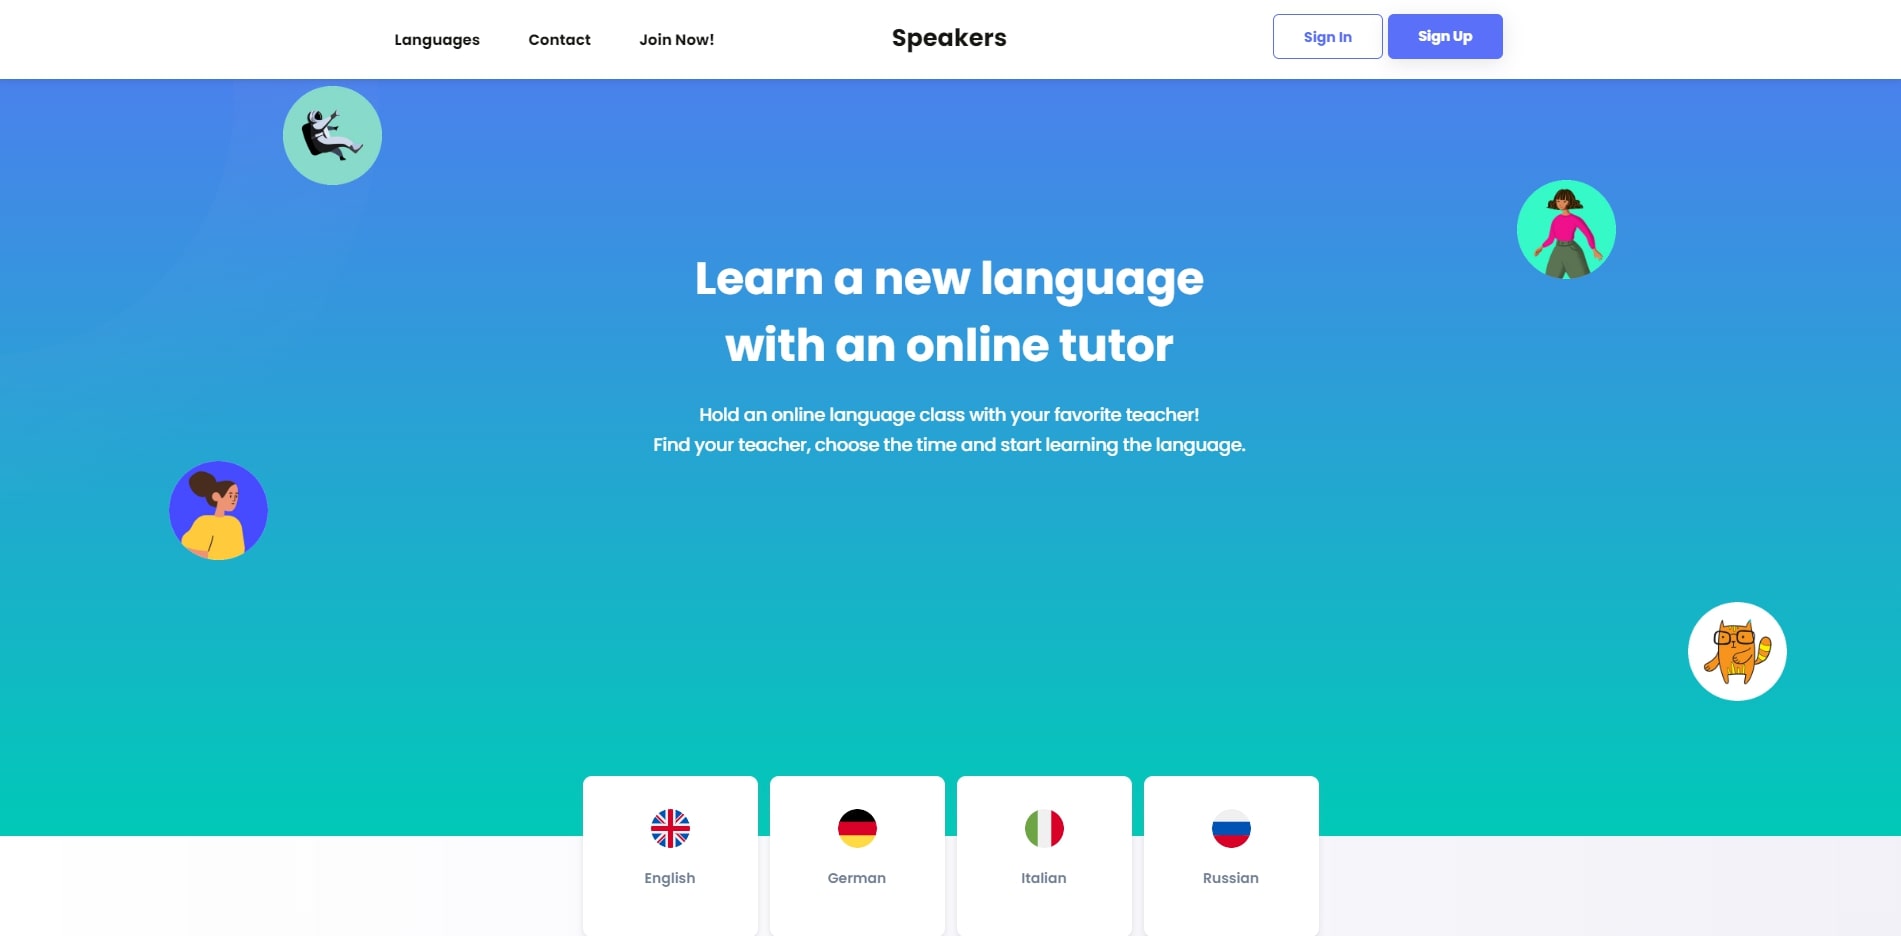 Languages
Contact
Join Now!
Speakers
Sign In
Sign Up
Learn a new language
with an online tutor
Hold an online language class with your favorite teacher!
Find your teacher, choose the time and start learning the language.
English
German
Italian
Russian